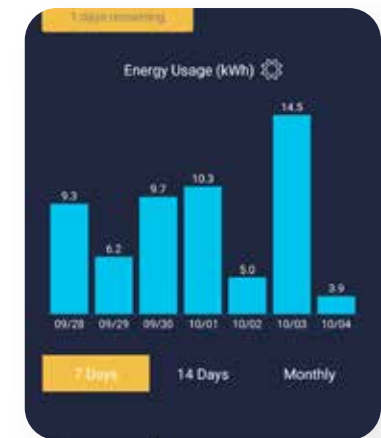 1 days remaining
Energy Usage (kWh)
14.5
10.3
9.7
9.3
6.2
5.0
3.9
09/28 09/29 09/30 10/01 10/02 10/03 10/04
7 Days 14 Days Monthly